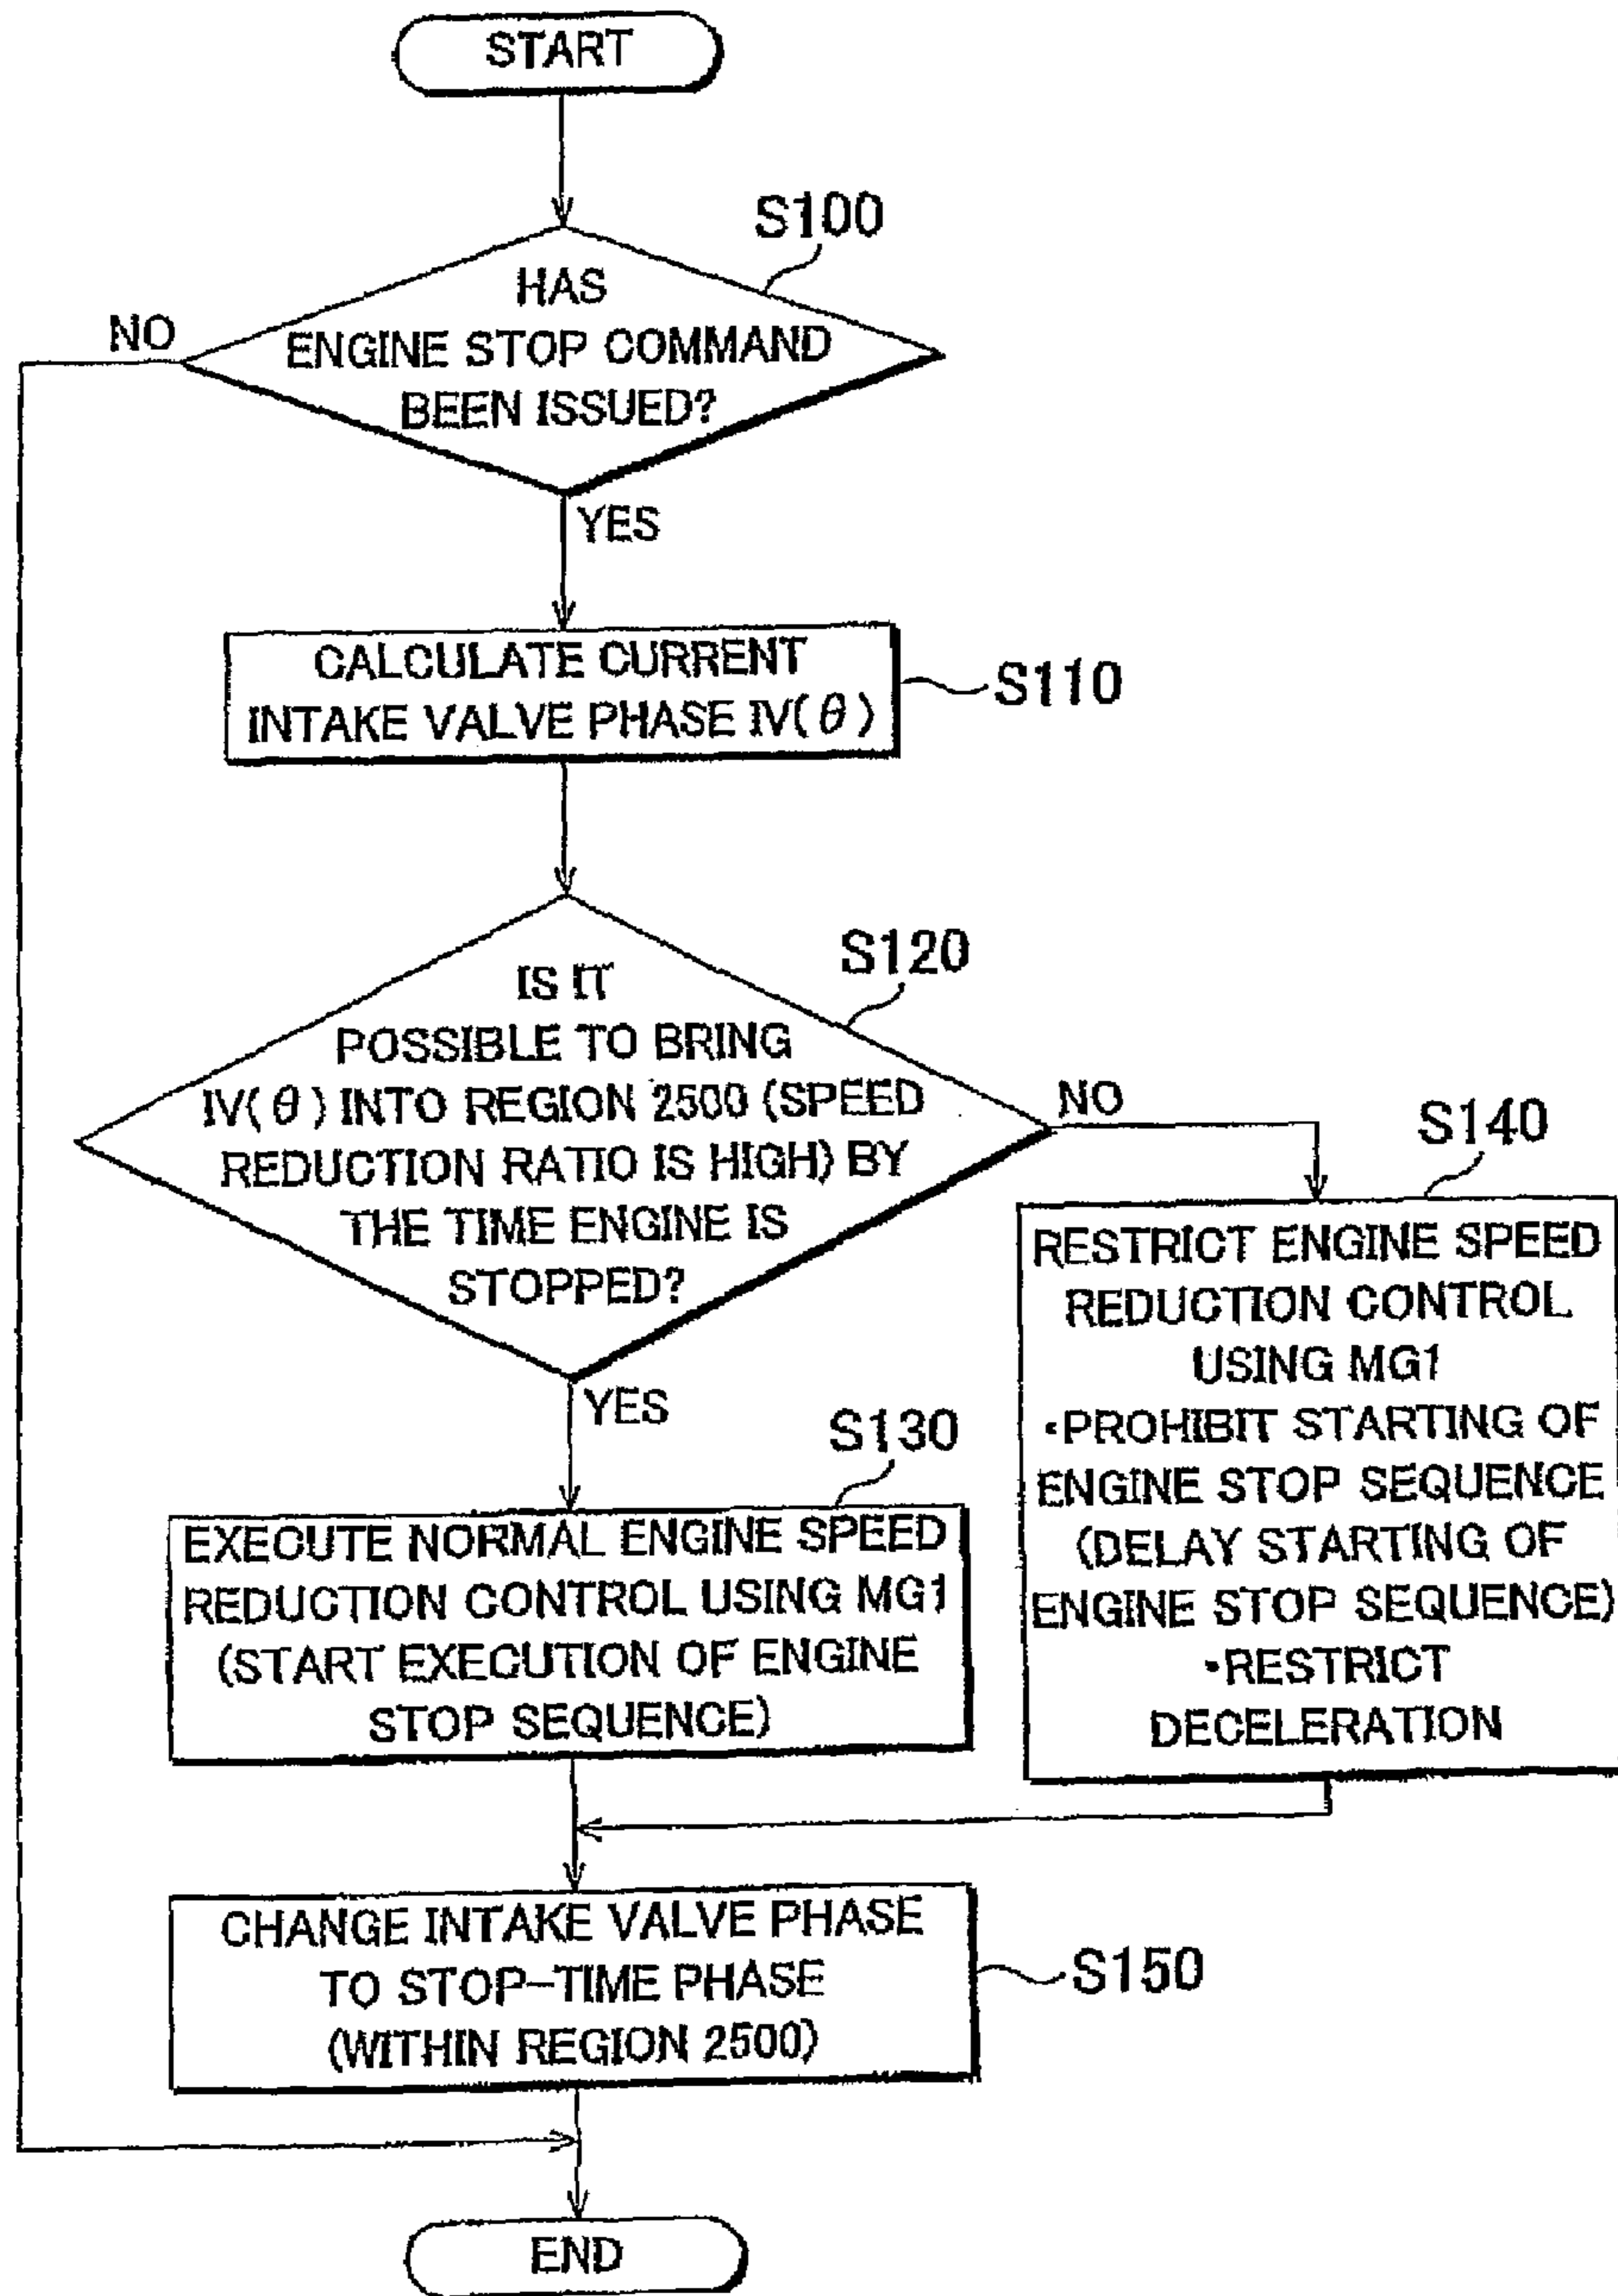 START
S100
HAS
ENGINE STOP COMMAND
BEEN ISSUED?
NO
YES
CALCULATE CURRENT
INTAKE VALVE PHASE IV(θ)
S110
S120
IS IT
POSSIBLE TO BRING
IV(θ) INTO REGION 2500 (SPEED
REDUCTION RATIO IS HIGH) BY
THE TIME ENGINE IS
STOPPED?
NO
YES
S130
EXECUTE NORMAL ENGINE SPEED
REDUCTION CONTROL USING MG1
(START EXECUTION OF ENGINE
STOP SEQUENCE)
S140
RESTRICT ENGINE SPEED
REDUCTION CONTROL
USING MG1
•PROHIBIT STARTING OF
ENGINE STOP SEQUENCE
(DELAY STARTING OF
ENGINE STOP SEQUENCE)
•RESTRICT
DECELERATION
CHANGE INTAKE VALVE PHASE
TO STOP-TIME PHASE
(WITHIN REGION 2500)
S150
END